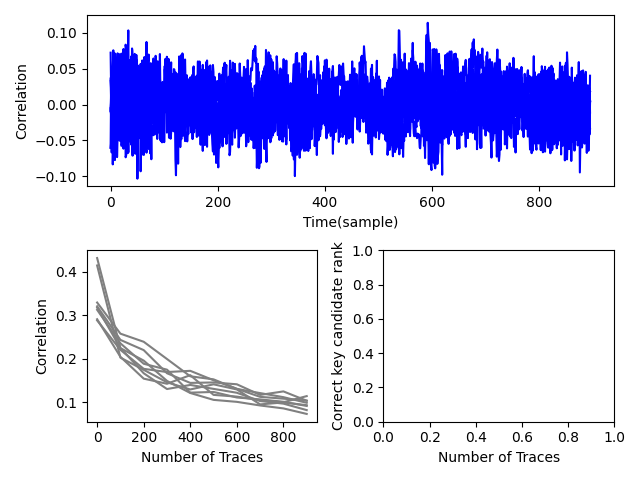 0.10
0.05
0.00
−0.05
−0.10
Correlation
0 200 400 600 800
Time(sample)
0.4
0.3
0.2
0.1
Correlation
0 200 400 600 800
Number of Traces
1.0
0.8
0.6
0.4
0.2
0.0
Correct key candidate rank
0.0 0.2 0.4 0.6 0.8 1.0
Number of Traces